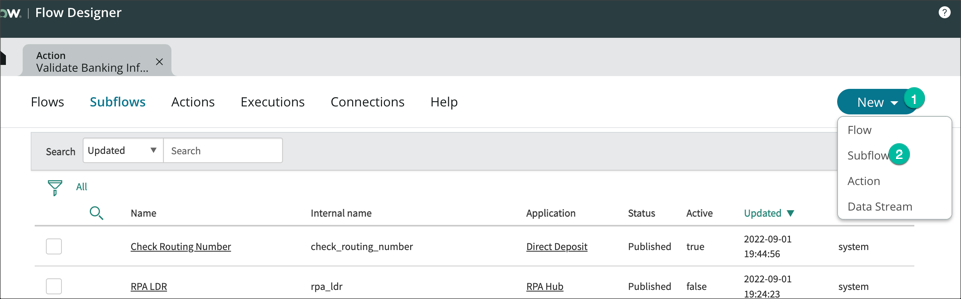 ow. | Flow Designer ?
Action
Validate Banking Inf...
Flows Subflows Actions Executions Connections Help New 1
Flow
Subflow 2
Action
Data Stream
Search Updated Search
All
Name Internal name Application Status Active Updated
Check Routing Number check_routing_number Direct Deposit Published true 2022-09-01 system
19:44:56
RPA LDR rpa_ldr RPA Hub Published false 2022-09-01 system
19:24:23